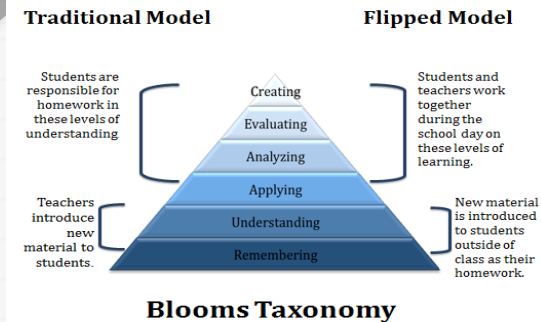 Traditional Model
Flipped Model
Students are
responsible for
homework in
these levels of
understanding
Students and
teachers work
together
during the
school day on
these levels of
learning.
Creating
Evaluating
Analyzing
Applying
Understanding
Remembering
Teachers
introduce
new
material to
students.
New material
is introduced
to students
outside of
class as their
homework.
Blooms Taxonomy